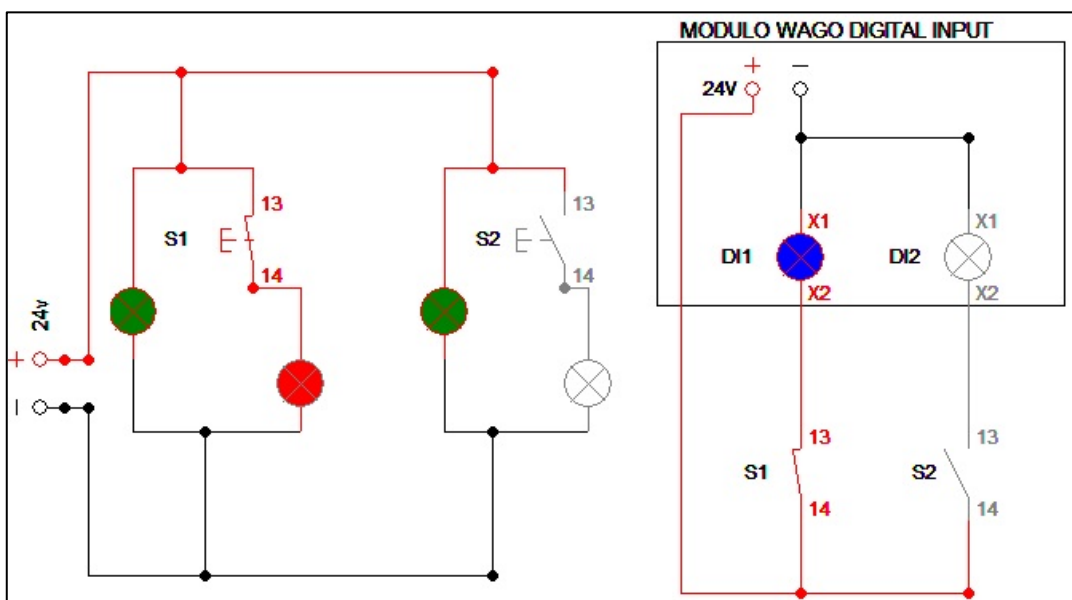 MODULO WAGO DIGITAL INPUT
+ −
24V
13
S1
14
13
S2
14
24v
+
−
X1
DI1
X2
X1
DI2
X2
13
S1
14
13
S2
14